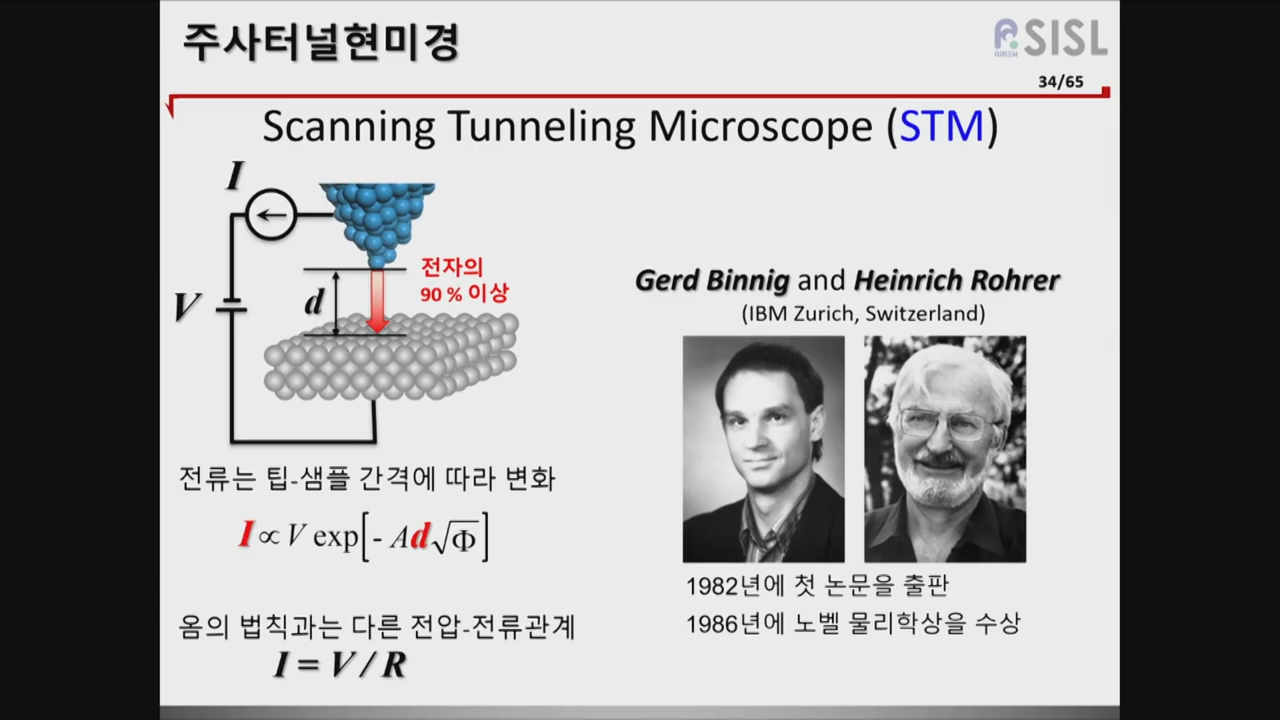 주사터널현미경
SISL
34/65
Scanning Tunneling Microscope (STM)
I
V
d
전자의
90 % 이상
전류는 팁-샘플 간격에 따라 변화
I ∝ V exp[- Ad√Φ]
옴의 법칙과는 다른 전압-전류관계
I = V / R
Gerd Binnig and Heinrich Rohrer
(IBM Zurich, Switzerland)
1982년에 첫 논문을 출판
1986년에 노벨 물리학상을 수상